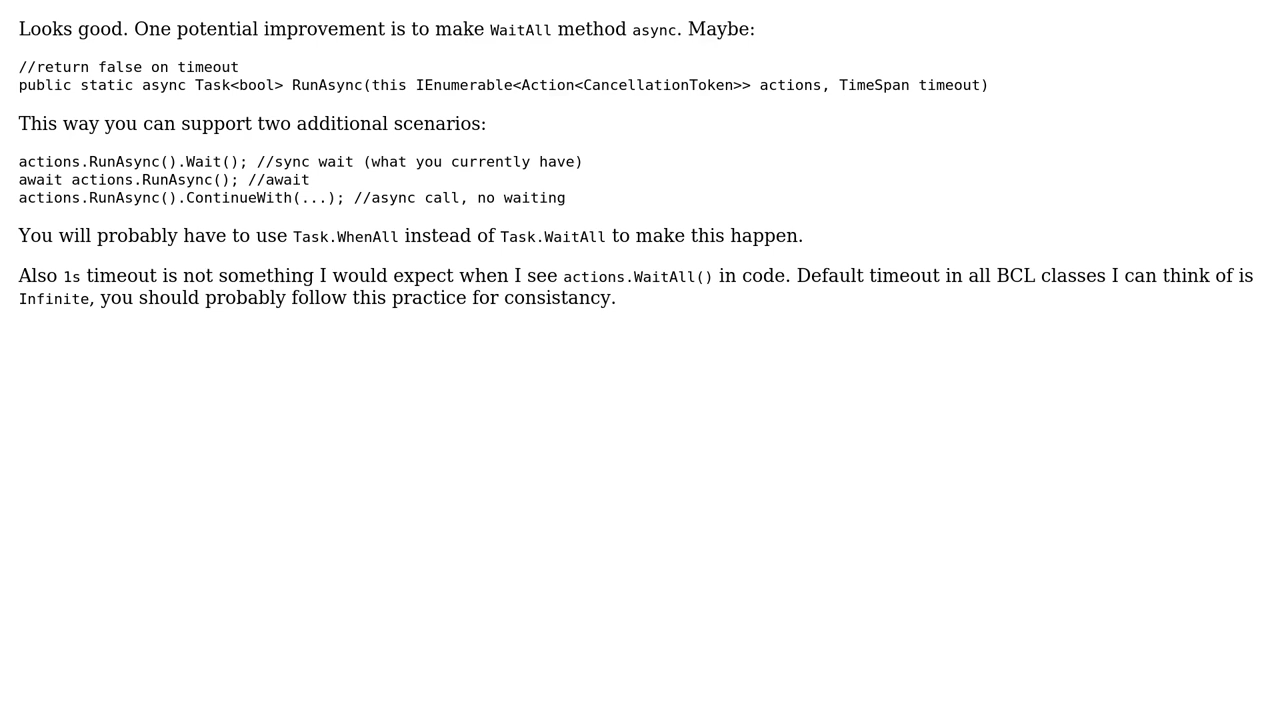 Looks good. One potential improvement is to make WaitAll method async. Maybe:
//return false on timeout
public static async Task<bool> RunAsync(this IEnumerable<Action<CancellationToken>> actions, TimeSpan timeout)
This way you can support two additional scenarios:
actions.RunAsync().Wait(); //sync wait (what you currently have)
await actions.RunAsync(); //await
actions.RunAsync().ContinueWith(...); //async call, no waiting
You will probably have to use Task.WhenAll instead of Task.WaitAll to make this happen.
Also 1s timeout is not something I would expect when I see actions.WaitAll() in code. Default timeout in all BCL classes I can think of is
Infinite, you should probably follow this practice for consistancy.